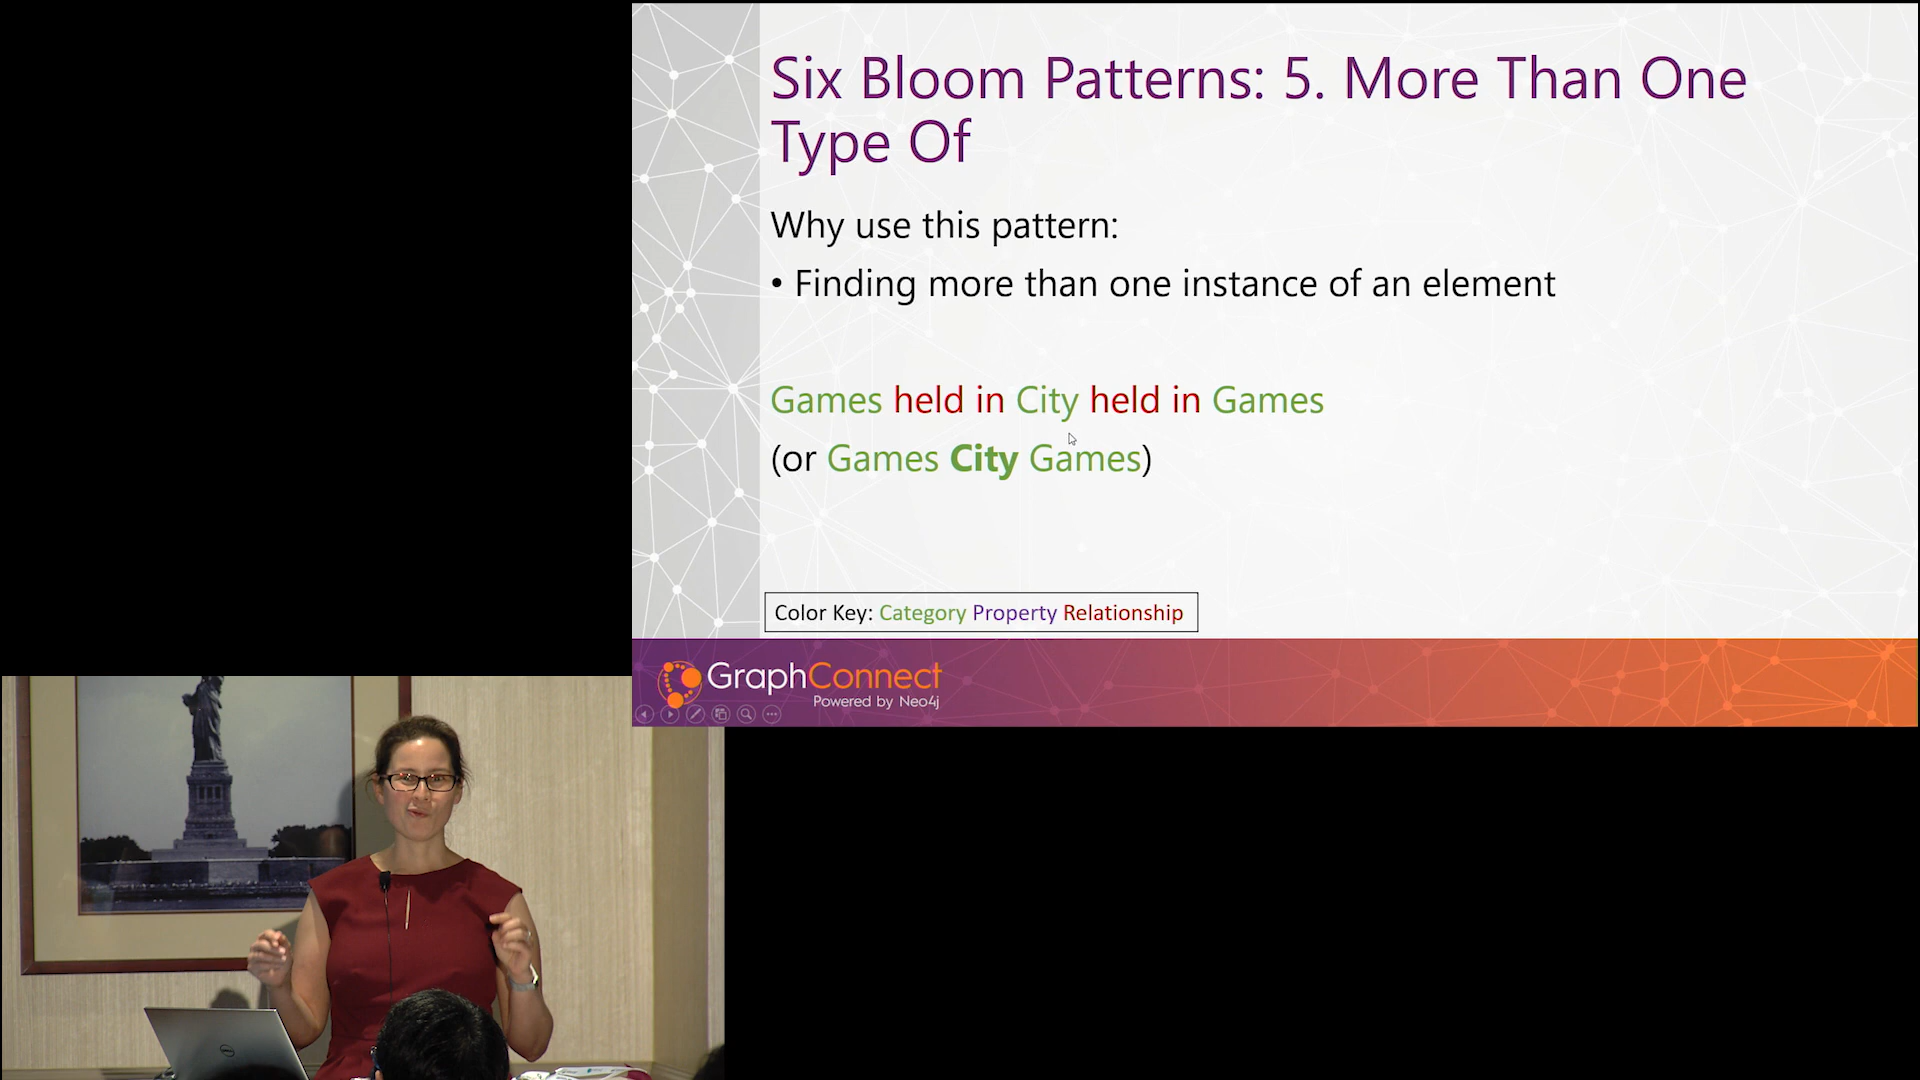 Six Bloom Patterns: 5. More Than One
Type Of
Why use this pattern:
• Finding more than one instance of an element
Games held in City held in Games
(or Games City Games)
Color Key: Category Property Relationship
GraphConnect
Powered by Neo4j
DELL